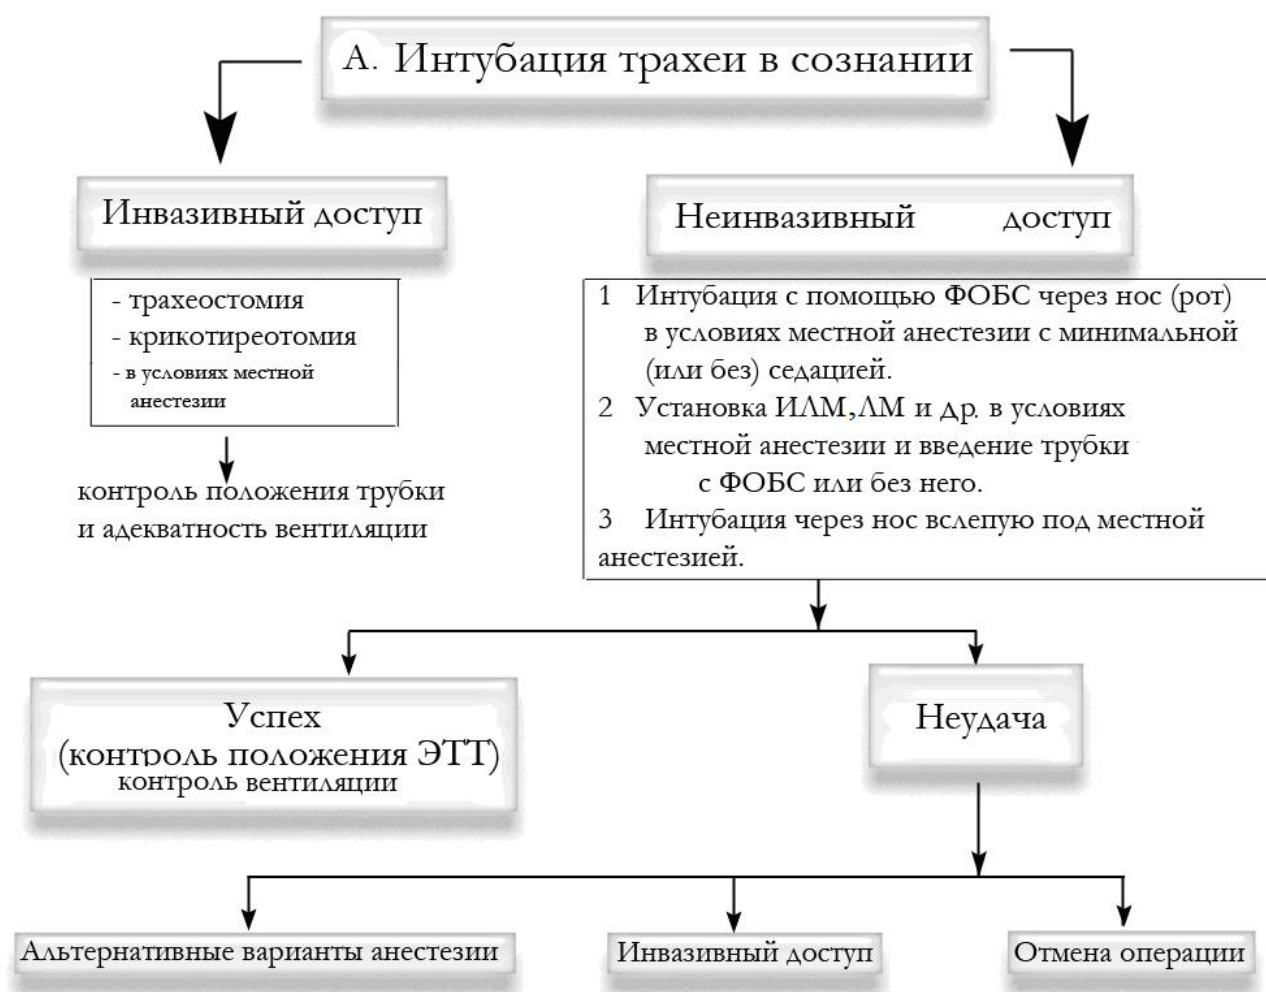 А. Интубация трахеи в сознании
Инвазивный доступ
- трахеостомия
- крикотиреотомия
- в условиях местной
анестезии
контроль положения трубки
и адекватность вентиляции
Неинвазивный доступ
1 Интубация с помощью ФОБС через нос (рот)
в условиях местной анестезии с минимальной
(или без) седацией.
2 Установка ИЛМ,ЛМ и др. в условиях
местной анестезии и введение трубки
с ФОБС или без него.
3 Интубация через нос вслепую под местной
анестезией.
Успех
(контроль положения ЭТТ)
контроль вентиляции
Неудача
Альтернативные варианты анестезии
Инвазивный доступ
Отмена операции